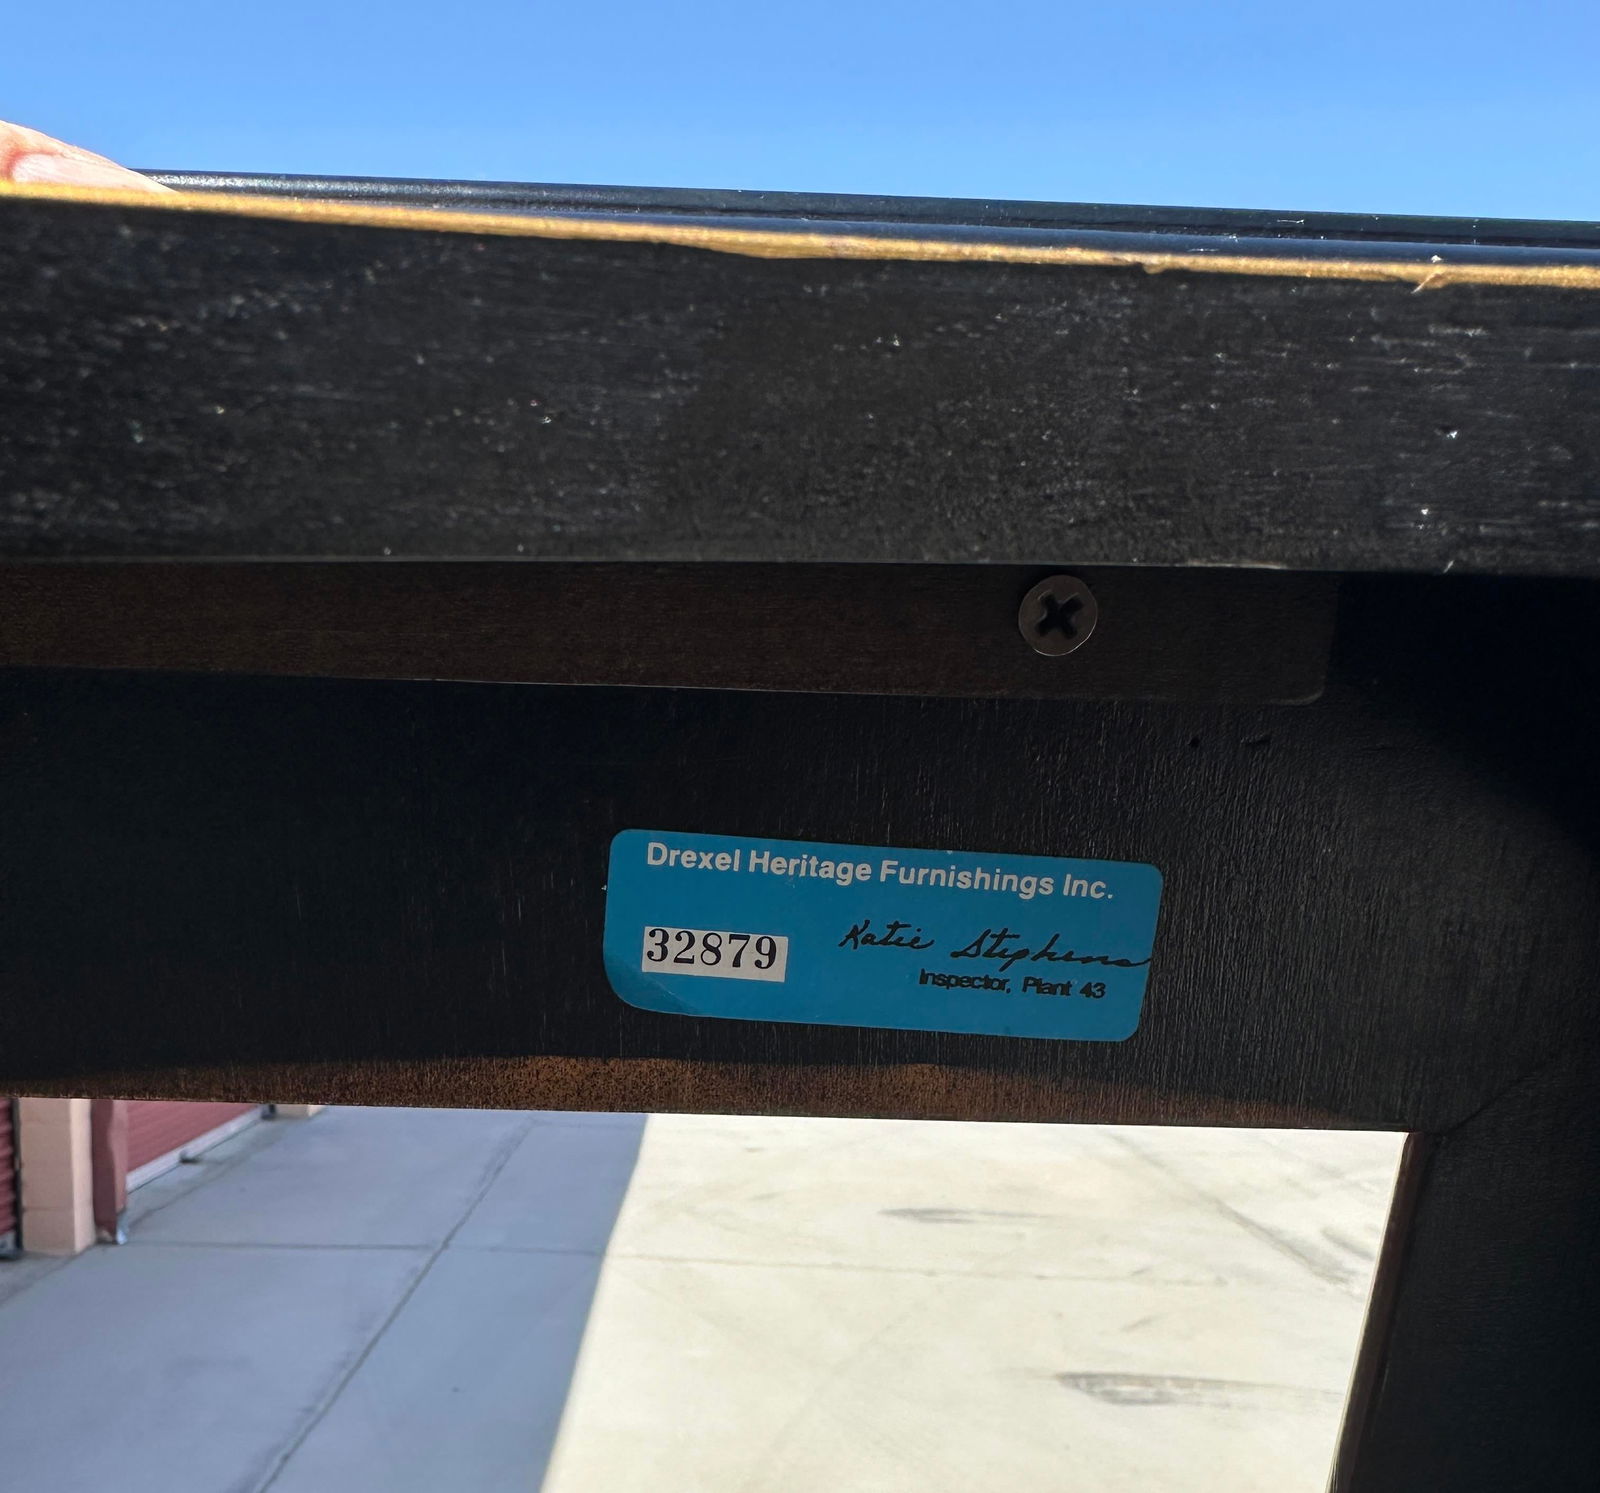 Drexel Heritage Furnishings Inc.
32879
Katie Stephens
Inspector, Plant 43